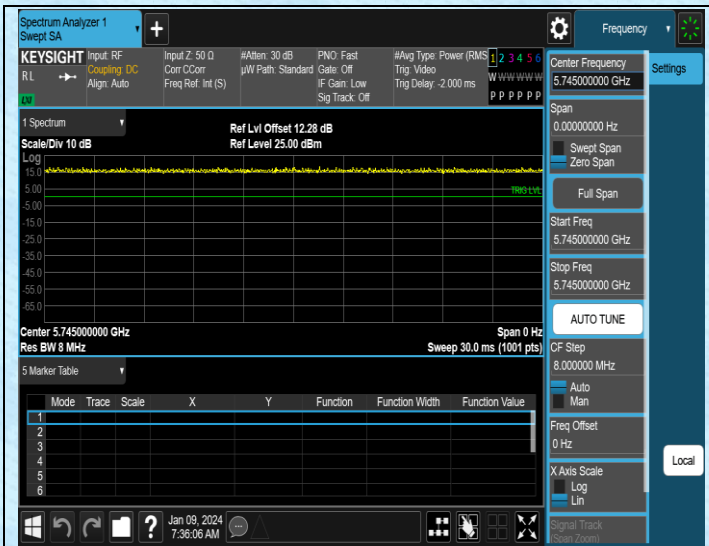 Spectrum Analyzer 1
Swept SA
Frequency
KEYSIGHT
RL
Input: RF
Coupling: DC
Align: Auto
Input Z: 50 Ω
Corr CCorr
Freq Ref: Int (S)
#Atten: 30 dB
µW Path: Standard
PNO: Fast
Gate: Off
IF Gain: Low
Sig Track: Off
#Avg Type: Power (RMS
Trig: Video
Trig Delay: -2.000 ms
1 2 3 4 5 6
W W W W W W
P P P P P P
LXI
1 Spectrum
Scale/Div 10 dB
Ref Lvl Offset 12.28 dB
Ref Level 25.00 dBm
Log
15.0
5.00
TRIG LVL
-5.00
-15.0
-25.0
-35.0
-45.0
-55.0
-65.0
Center 5.745000000 GHz
Span 0 Hz
Res BW 8 MHz
Sweep 30.0 ms (1001 pts)
5 Marker Table
Mode Trace Scale X Y Function Function Width Function Value
1
2
3
4
5
6
Jan 09, 2024
7:36:06 AM
Center Frequency
5.745000000 GHz
Settings
Span
0.00000000 Hz
Swept Span
Zero Span
Full Span
Start Freq
5.745000000 GHz
Stop Freq
5.745000000 GHz
AUTO TUNE
CF Step
8.000000 MHz
Auto
Man
Freq Offset
0 Hz
Local
X Axis Scale
Log
Lin
Signal Track
(Span Zoom)